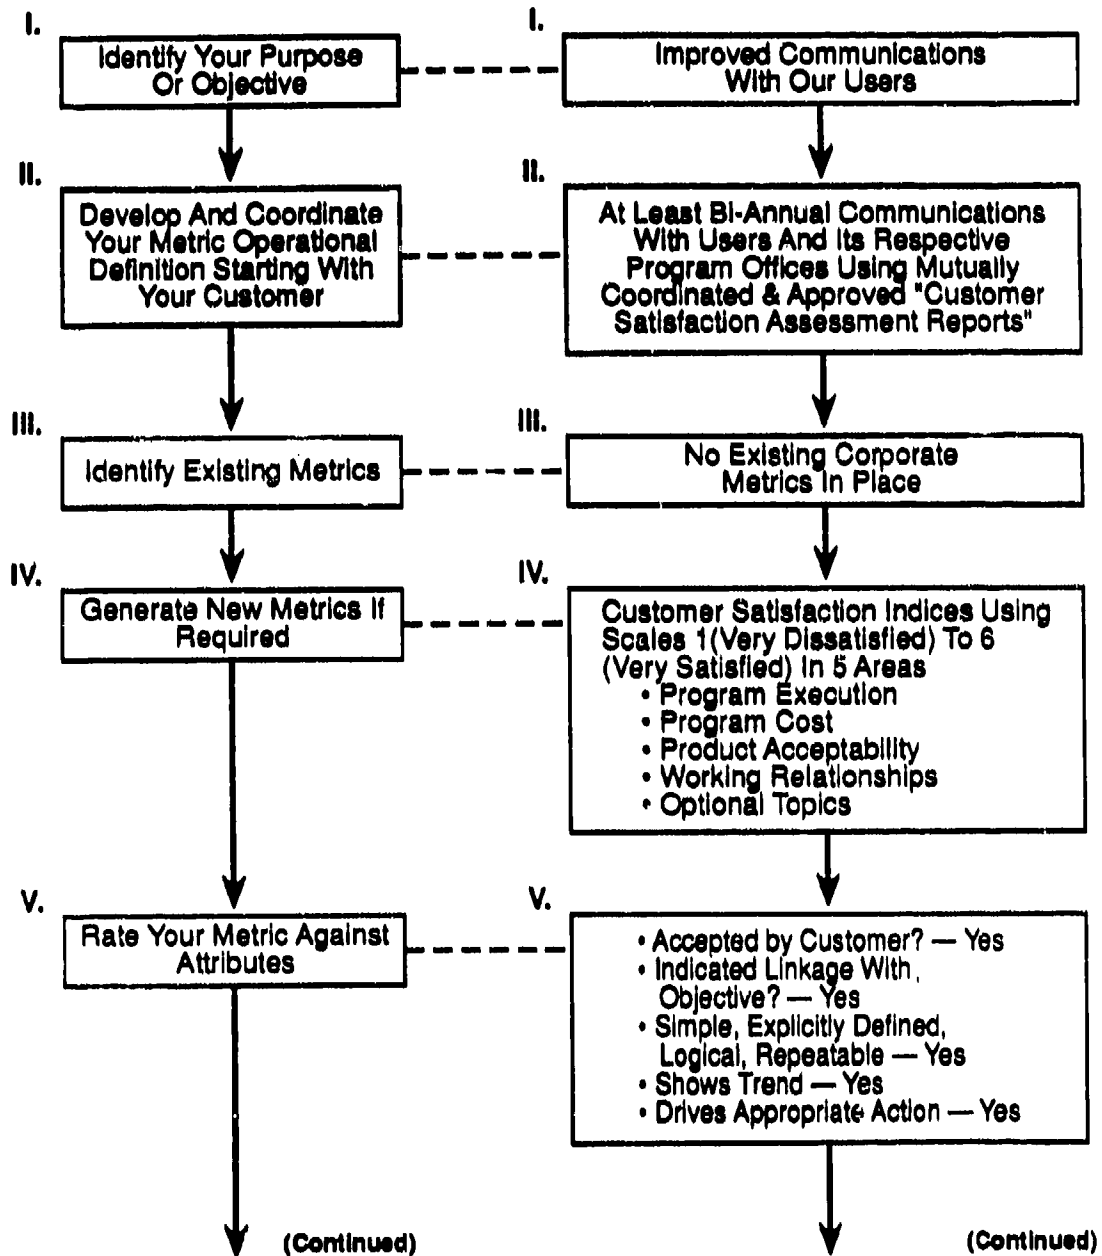 I.
Identify Your Purpose
Or Objective
I.
Improved Communications
With Our Users
II.
Develop And Coordinate
Your Metric Operational
Definition Starting With
Your Customer
II.
At Least Bi-Annual Communications
With Users And Its Respective
Program Offices Using Mutually
Coordinated & Approved "Customer
Satisfaction Assessment Reports"
III.
Identify Existing Metrics
III.
No Existing Corporate
Metrics In Place
IV.
Generate New Metrics If
Required
IV.
Customer Satisfaction Indices Using
Scales 1(Very Dissatisfied) To 6
(Very Satisfied) In 5 Areas
• Program Execution
• Program Cost
• Product Acceptability
• Working Relationships
• Optional Topics
V.
Rate Your Metric Against
Attributes
V.
• Accepted by Customer? — Yes
• Indicated Linkage With
Objective? — Yes
• Simple, Explicitly Defined,
Logical, Repeatable — Yes
• Shows Trend — Yes
• Drives Appropriate Action — Yes
(Continued)
(Continued)